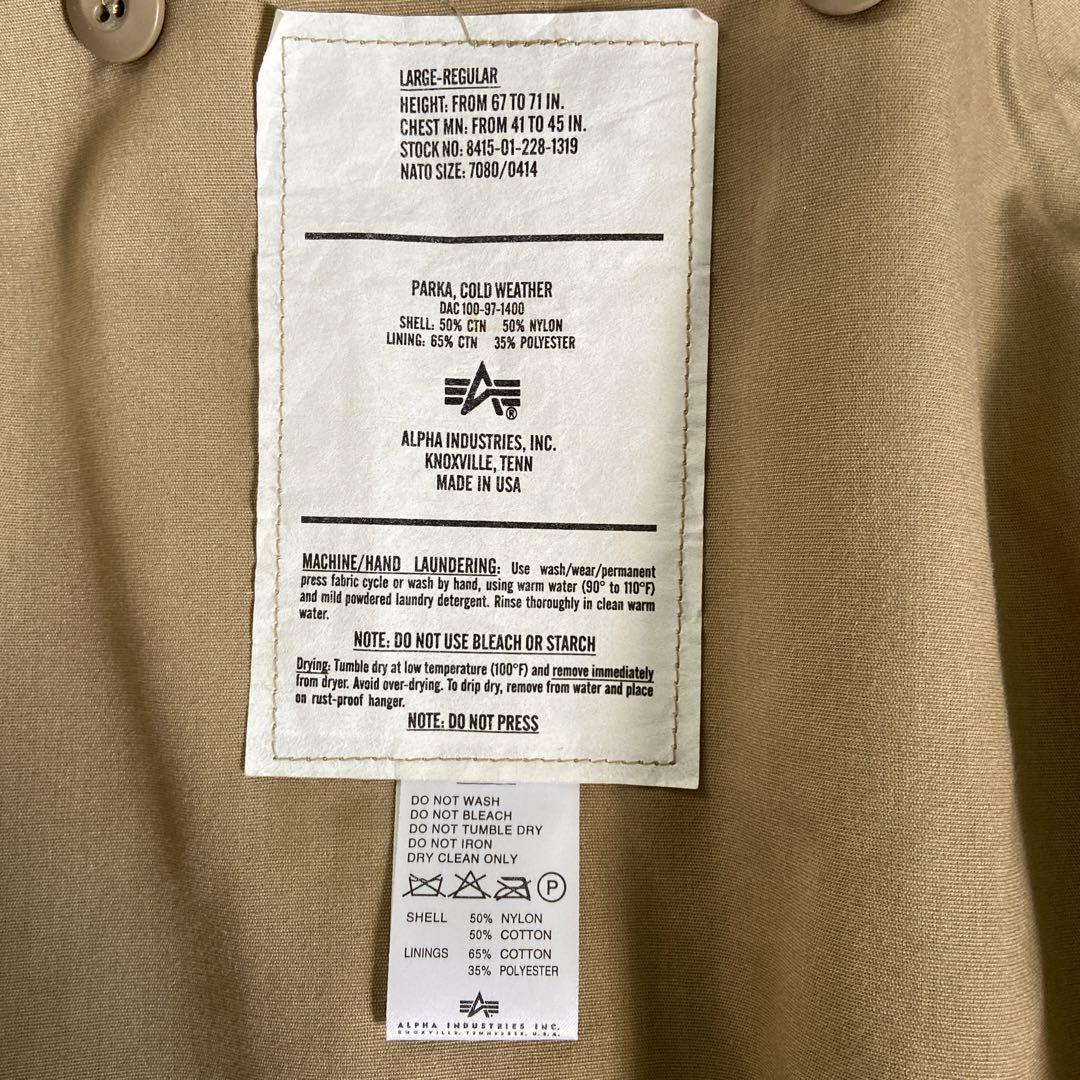 LARGE-REGULAR
HEIGHT: FROM 67 TO 71 IN.
CHEST MN: FROM 41 TO 45 IN.
STOCK NO: 8415-01-228-1319
NATO SIZE: 7080/0414
PARKA, COLD WEATHER
DAC 100-97-1400
SHELL: 50% CTN 50% NYLON
LINING: 65% CTN 35% POLYESTER
®
ALPHA INDUSTRIES, INC.
KNOXVILLE, TENN
MADE IN USA
MACHINE/HAND LAUNDERING: Use wash/wear/permanent
press fabric cycle or wash by hand, using warm water (90° to 110°F)
and mild powdered laundry detergent. Rinse thoroughly in clean warm
water.
NOTE: DO NOT USE BLEACH OR STARCH
Drying: Tumble dry at low temperature (100°F) and remove immediately
from dryer. Avoid over-drying. To drip dry, remove from water and place
on rust-proof hanger.
NOTE: DO NOT PRESS
DO NOT WASH
DO NOT BLEACH
DO NOT TUMBLE DRY
DO NOT IRON
DRY CLEAN ONLY
P
SHELL 50% NYLON
50% COTTON
LININGS 65% COTTON
35% POLYESTER
ALPHA INDUSTRIES INC.
KNOXVILLE, TENNESSEE, U.S.A.